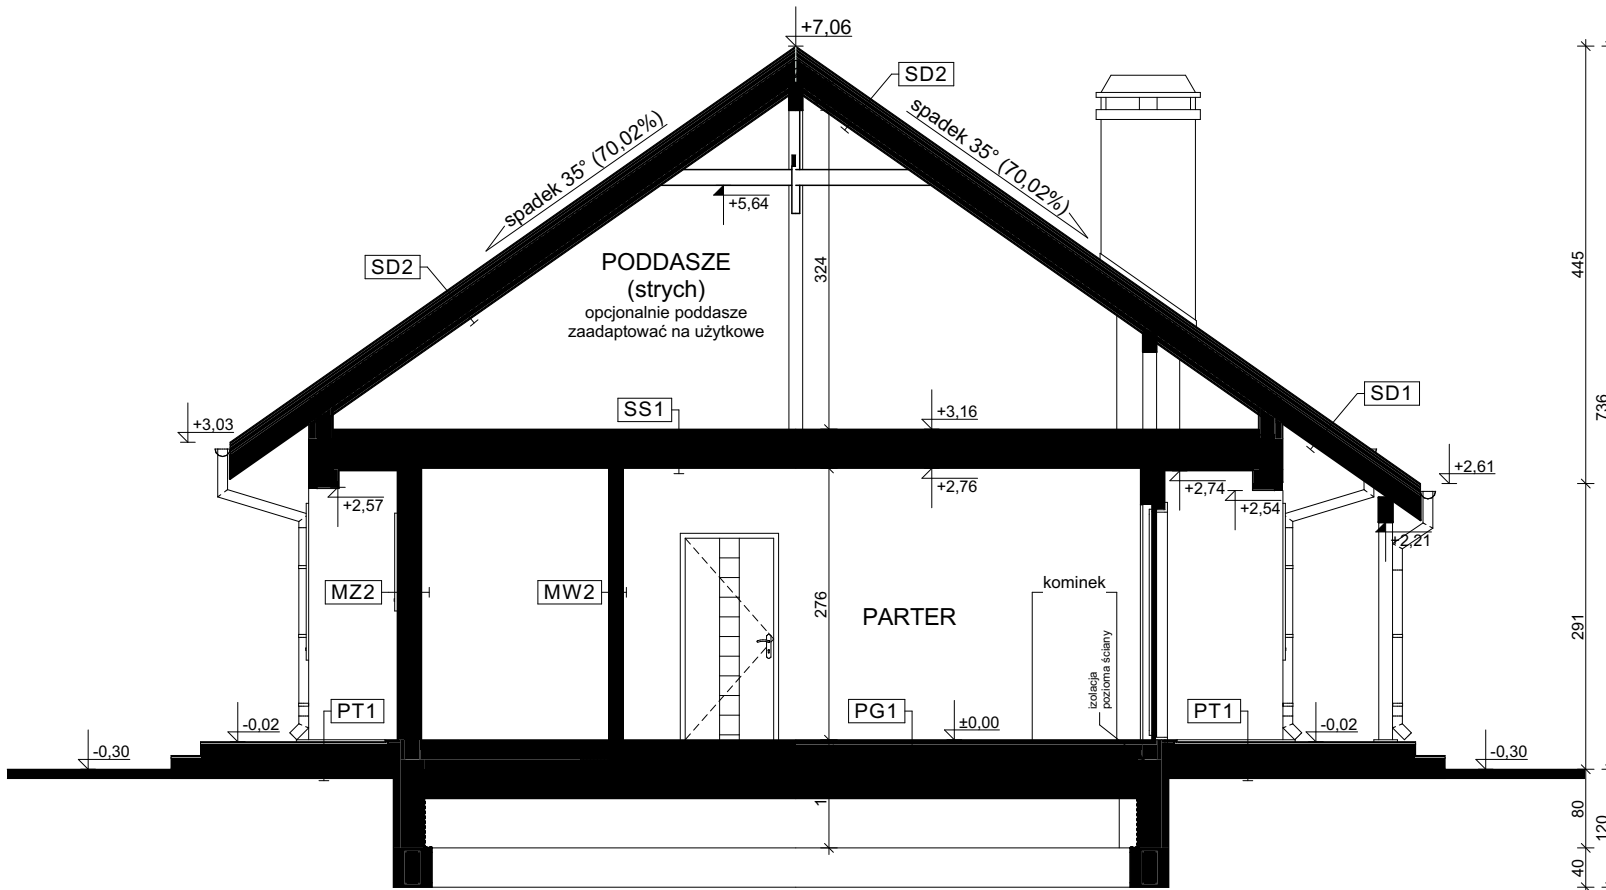 +7,06
SD2
spadek 35° (70,02%)
spadek 35° (70,02%)
+5,64
SD2
PODDASZE
(strych)
opcjonalnie poddasze
zaadaptować na użytkowe
324
445
736
SD1
SS1
+3,16
+3,03
+2,61
+2,76
+2,74
+2,57
+2,54
+2,21
MZ2
MW2
276
PARTER
kominek
izolacja
pozioma ściany
291
PT1
PG1
PT1
-0,02
±0,00
-0,02
-0,30
-0,30
80
120
40